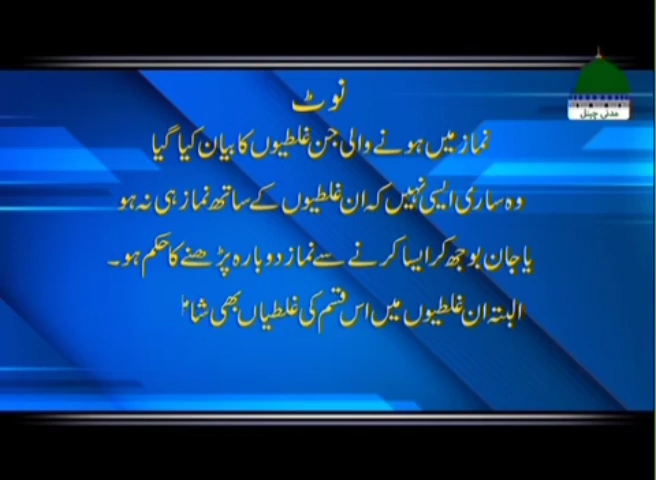 نوٹ
نماز میں ہونے والی جن غلطیوں کا بیان کیا گیا
وہ ساری ایسی نہیں کہ ان غلطیوں کے ساتھ نماز ہی نہ ہو
یا جان بوجھ کر ایسا کرنے سے نماز دوبارہ پڑھنے کا حکم ہو۔
البتہ ان غلطیوں میں اس قسم کی غلطیاں بھی
مدنی چینل